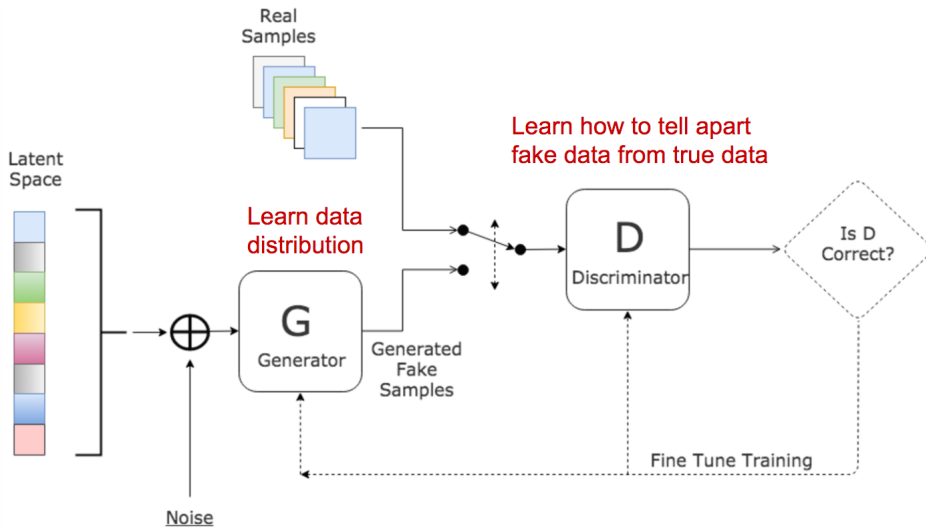 Real
Samples
Learn how to tell apart
fake data from true data
Latent
Space
Learn data
distribution
D
Discriminator
Is D
Correct?
G
Generator
Generated
Fake
Samples
Fine Tune Training
Noise